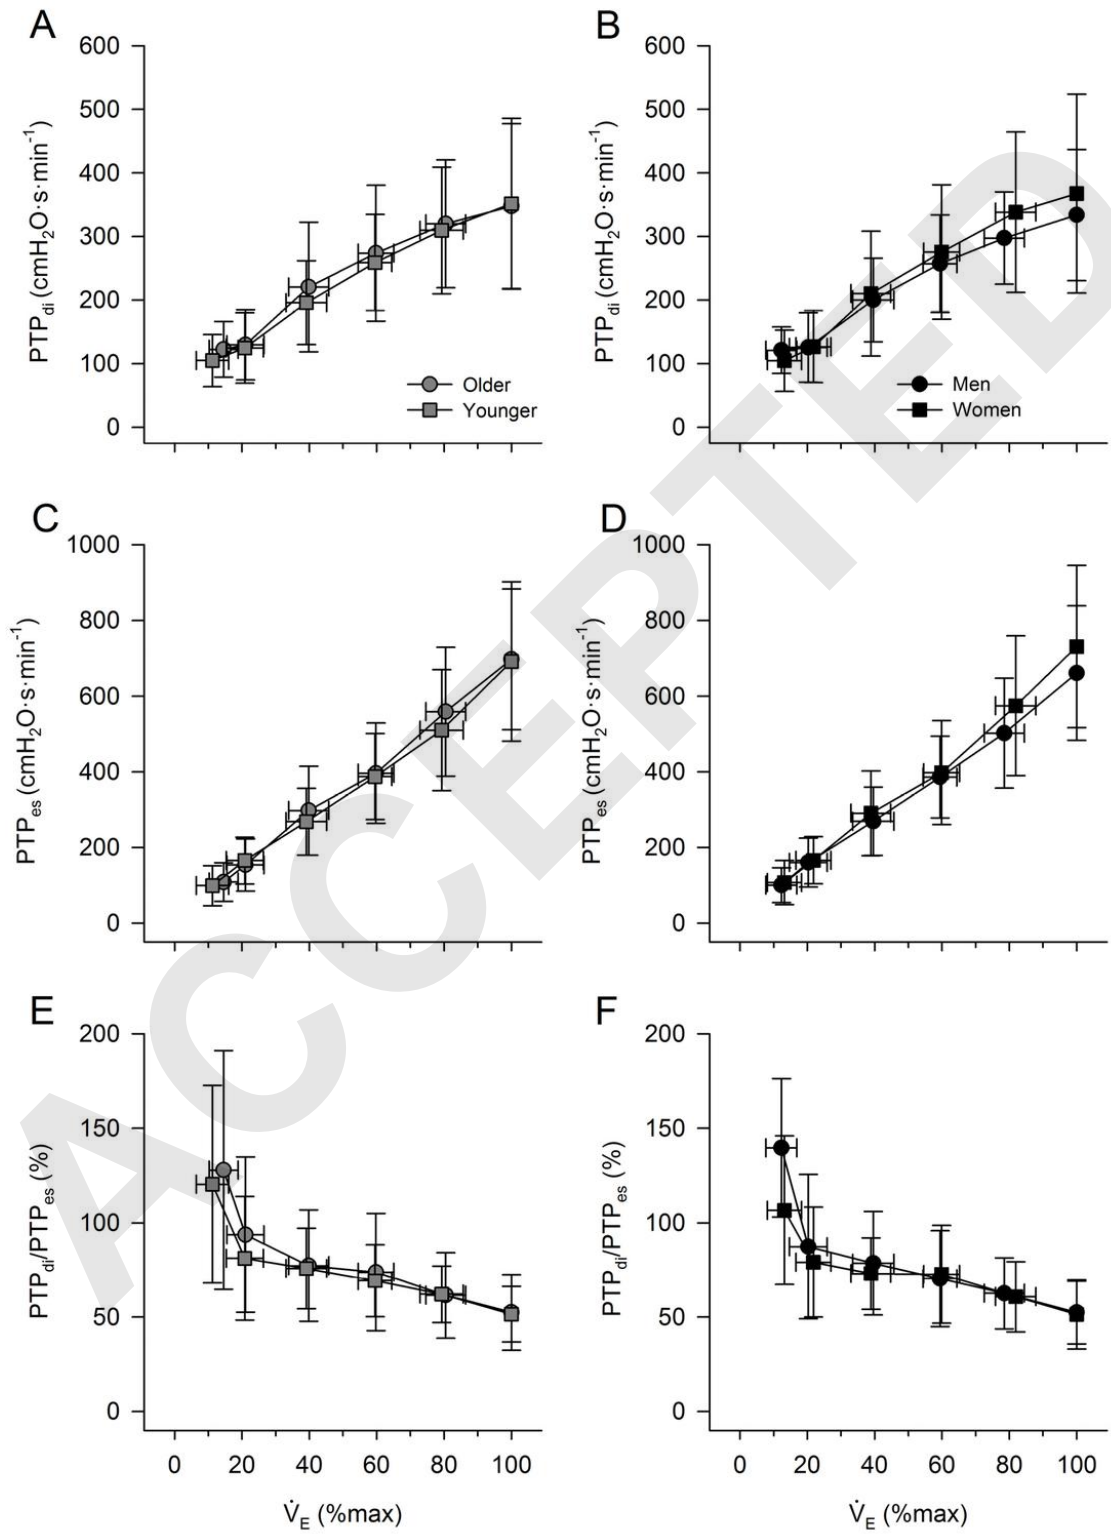 A
B
600
500
400
300
200
100
0
PTPdi (cmH2O·s·min-1)
Older
Younger
600
500
400
300
200
100
0
PTPdi (cmH2O·s·min-1)
Men
Women
C
D
1000
800
600
400
200
0
PTPes (cmH2O·s·min-1)
1000
800
600
400
200
0
PTPes (cmH2O·s·min-1)
E
F
200
150
100
50
0
PTPdi/PTPes (%)
0 20 40 60 80 100
V̇E (%max)
200
150
100
50
0
PTPdi/PTPes (%)
0 20 40 60 80 100
V̇E (%max)
ACCEPTED